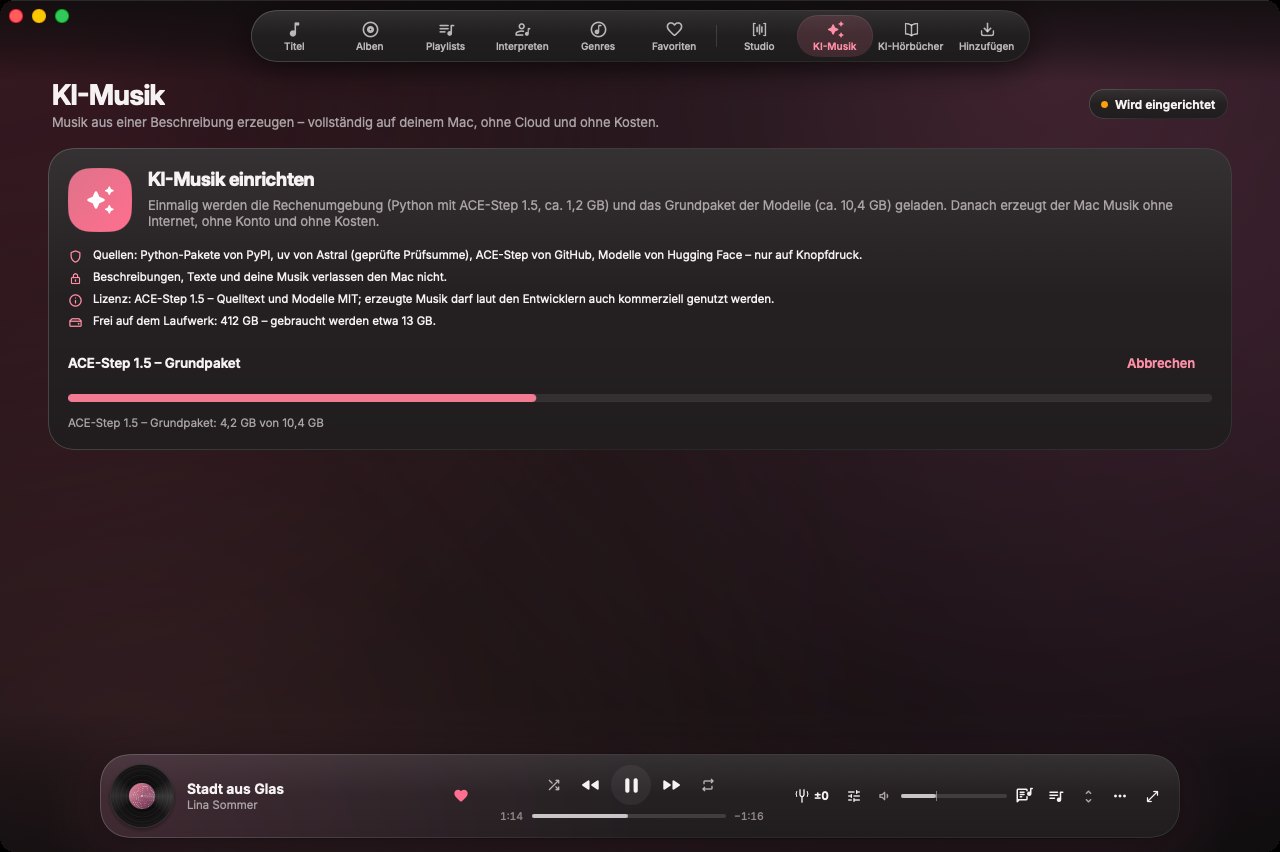 Titel
Alben
Playlists
Interpreten
Genres
Favoriten
Studio
KI-Musik
KI-Hörbücher
Hinzufügen
KI-Musik
Musik aus einer Beschreibung erzeugen – vollständig auf deinem Mac, ohne Cloud und ohne Kosten.
Wird eingerichtet
KI-Musik einrichten
Einmalig werden die Rechenumgebung (Python mit ACE-Step 1.5, ca. 1,2 GB) und das Grundpaket der Modelle (ca. 10,4 GB) geladen. Danach erzeugt der Mac Musik ohne
Internet, ohne Konto und ohne Kosten.
Quellen: Python-Pakete von PyPI, uv von Astral (geprüfte Prüfsumme), ACE-Step von GitHub, Modelle von Hugging Face – nur auf Knopfdruck.
Beschreibungen, Texte und deine Musik verlassen den Mac nicht.
Lizenz: ACE-Step 1.5 – Quelltext und Modelle MIT; erzeugte Musik darf laut den Entwicklern auch kommerziell genutzt werden.
Frei auf dem Laufwerk: 412 GB – gebraucht werden etwa 13 GB.
ACE-Step 1.5 – Grundpaket
Abbrechen
ACE-Step 1.5 – Grundpaket: 4,2 GB von 10,4 GB
Stadt aus Glas
Lina Sommer
1:14
−1:16
±0